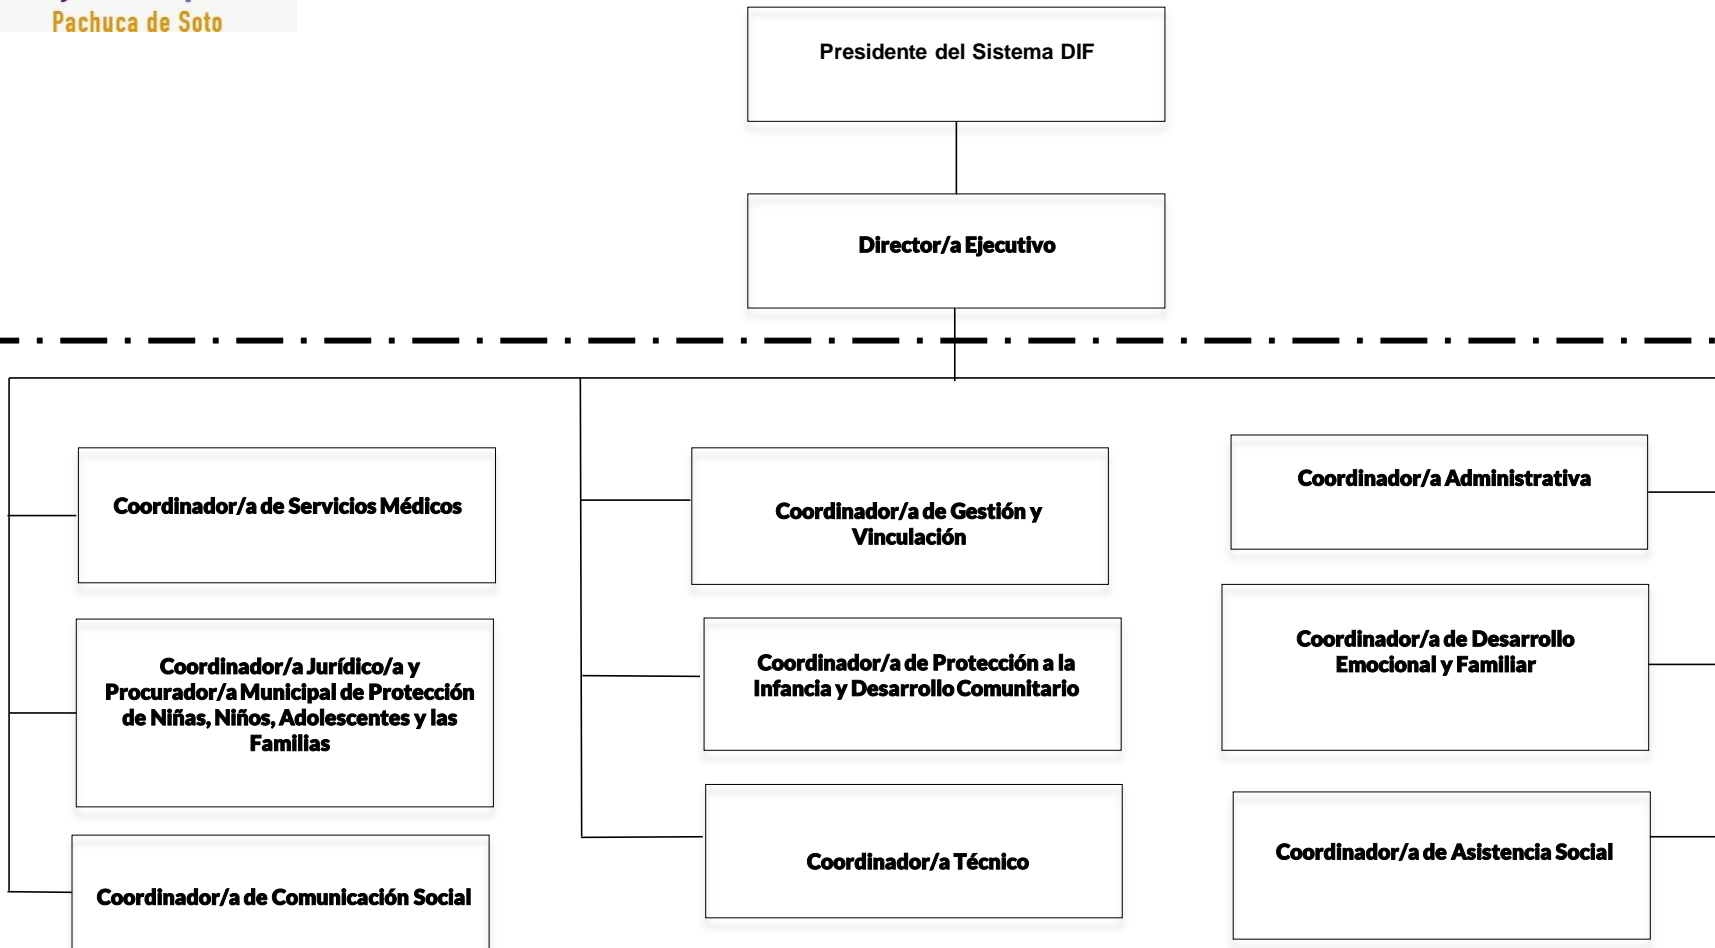 Pachuca de Soto
Presidente del Sistema DIF
Director/a Ejecutivo
Coordinador/a de Servicios Médicos
Coordinador/a Jurídico/a y
Procurador/a Municipal de Protección
de Niñas, Niños, Adolescentes y las
Familias
Coordinador/a de Comunicación Social
Coordinador/a de Gestión y
Vinculación
Coordinador/a de Protección a la
Infancia y Desarrollo Comunitario
Coordinador/a Técnico
Coordinador/a Administrativa
Coordinador/a de Desarrollo
Emocional y Familiar
Coordinador/a de Asistencia Social